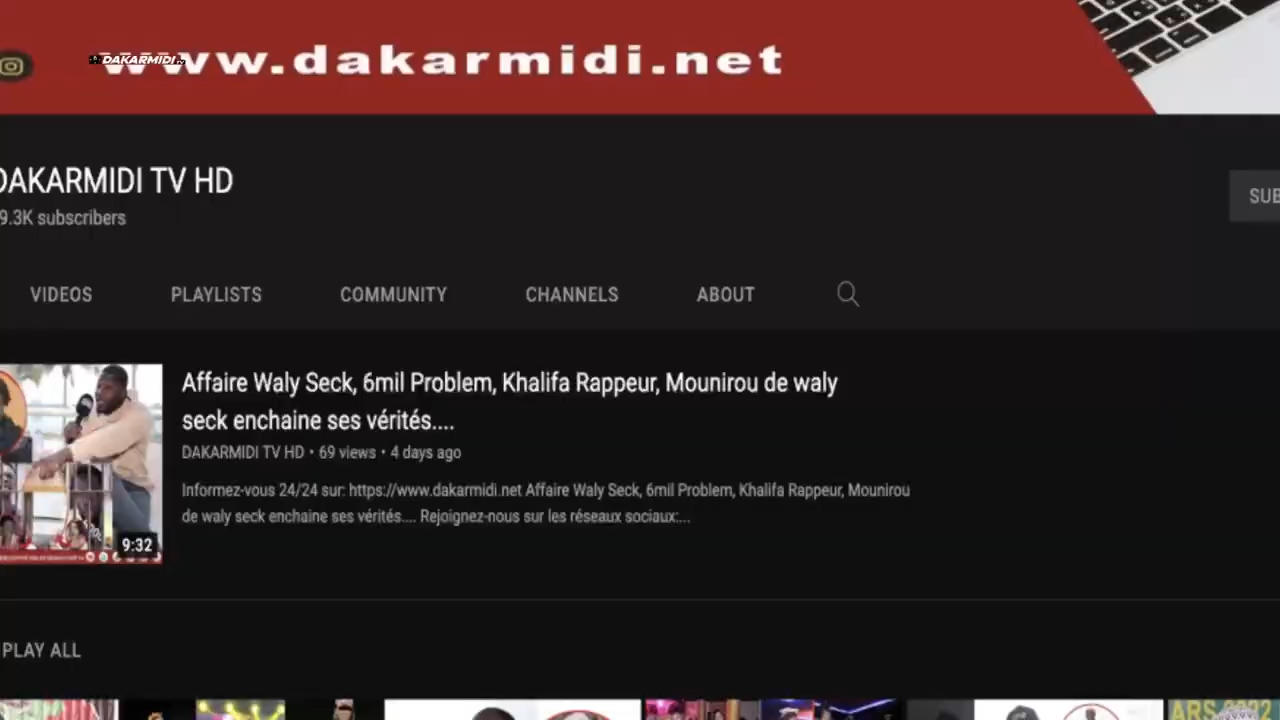 www.dakarmidi.net
DAKARMIDI
DAKARMIDI TV HD
9.3K subscribers
SUB
VIDEOS
PLAYLISTS
COMMUNITY
CHANNELS
ABOUT
Affaire Waly Seck, 6mil Problem, Khalifa Rappeur, Mounirou de waly
seck enchaine ses vérités....
DAKARMIDI TV HD • 69 views • 4 days ago
Informez-vous 24/24 sur: https://www.dakarmidi.net Affaire Waly Seck, 6mil Problem, Khalifa Rappeur, Mounirou
de waly seck enchaine ses vérités.... Rejoignez-nous sur les réseaux sociaux:...
9:32
PLAY ALL